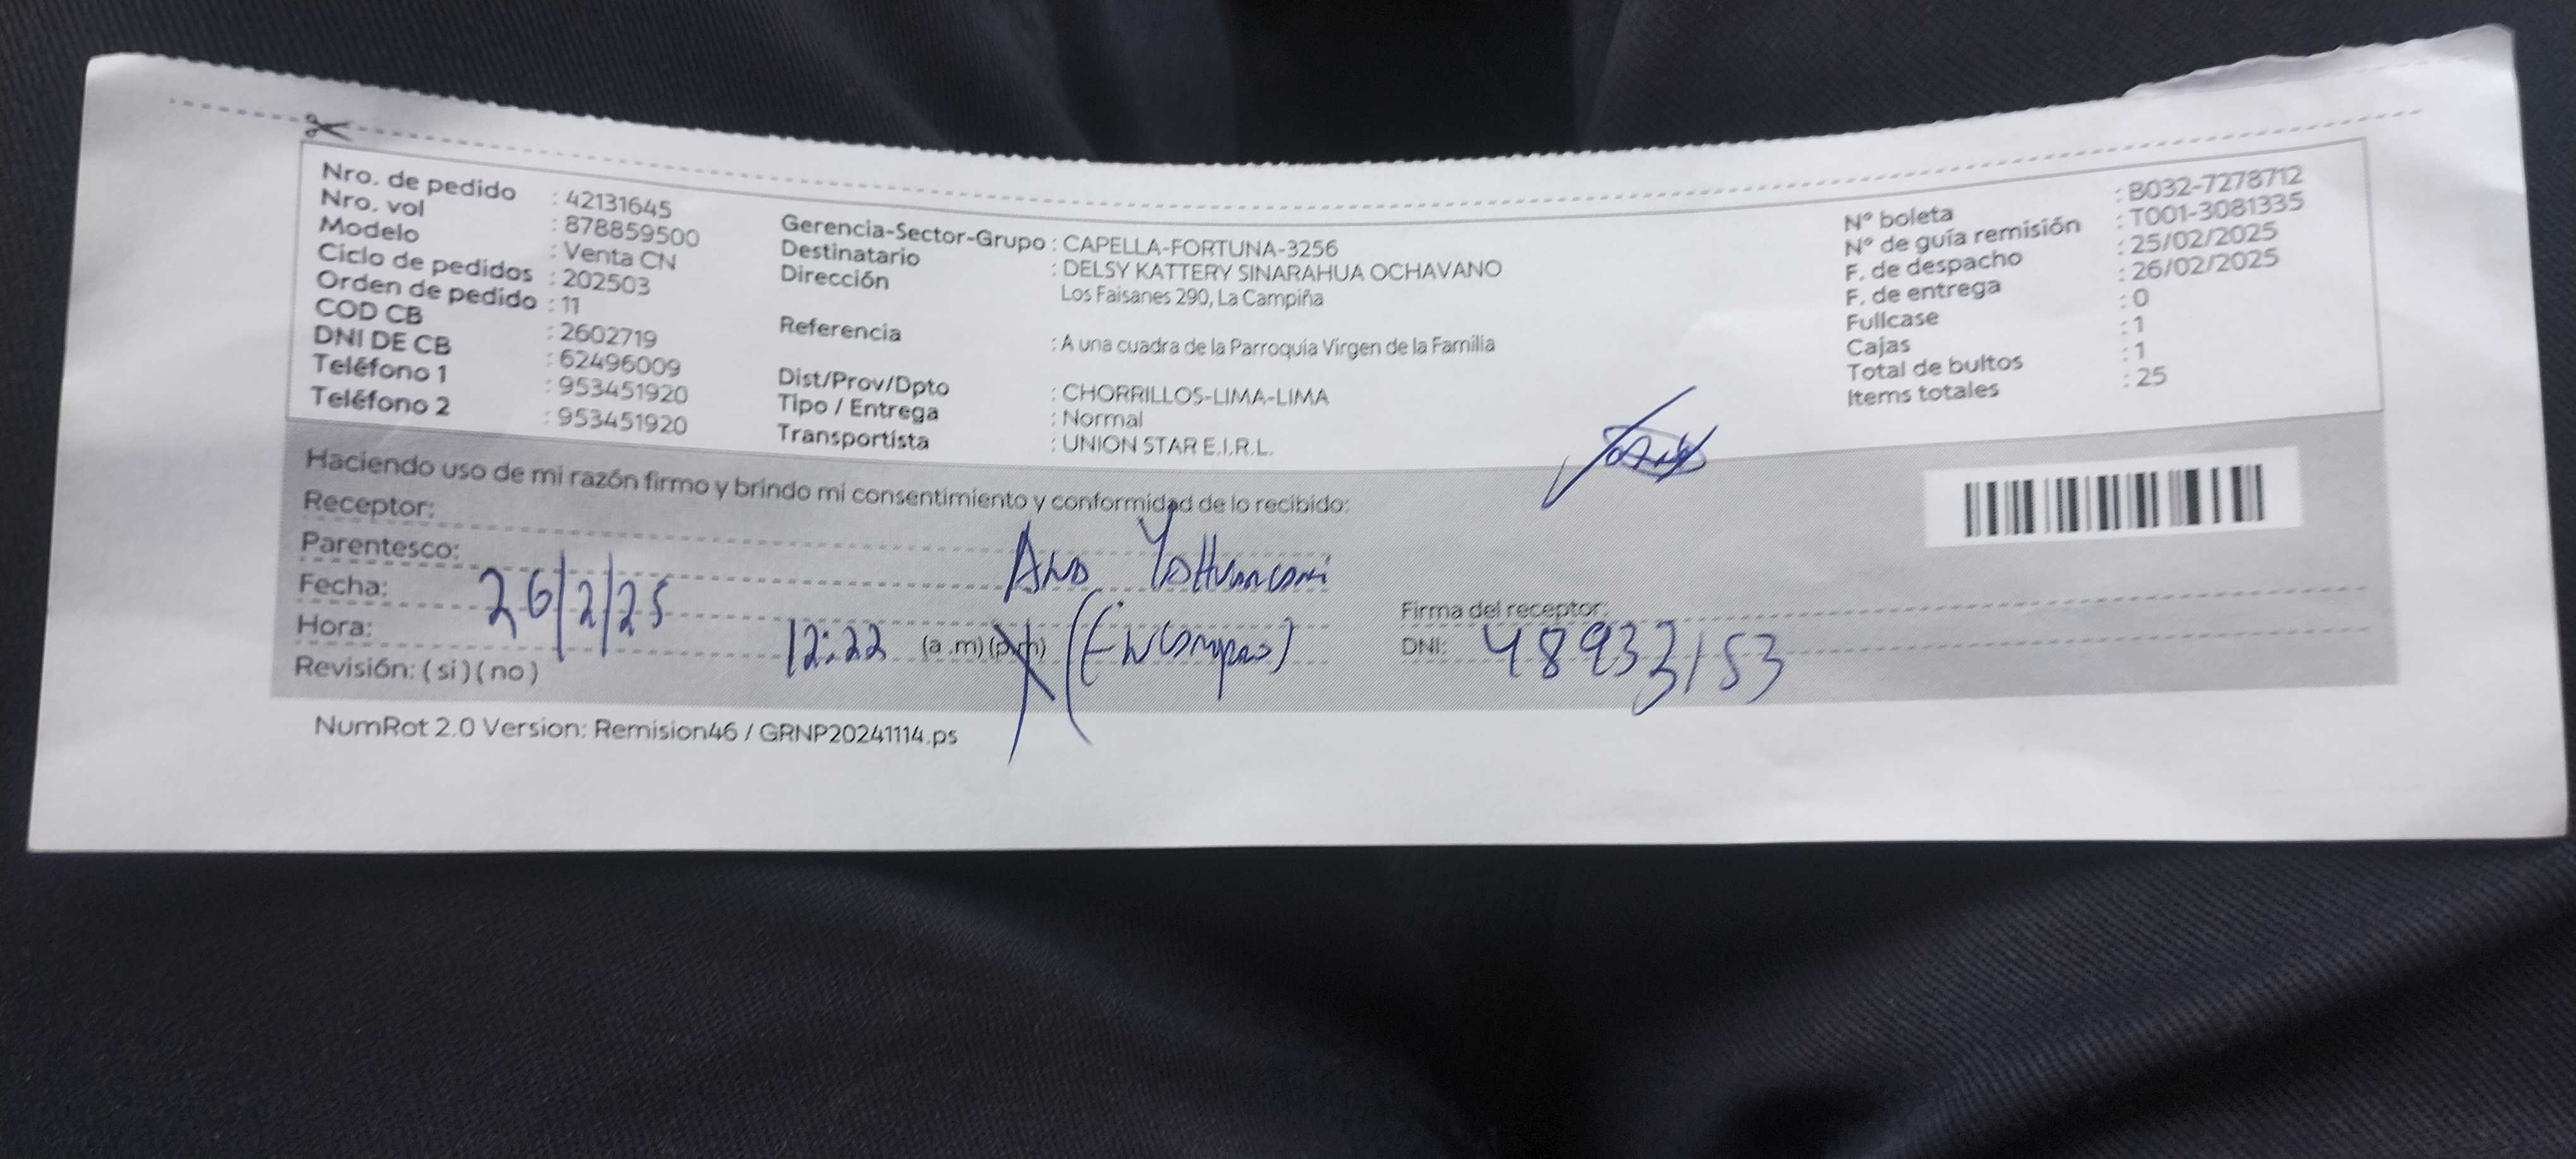 Nro. de pedido : 42131645
Nro. vol : 878859500
Modelo : Venta CN
Ciclo de pedidos : 202503
Orden de pedido : 11
COD CB : 2602719
DNI DE CB : 62496009
Teléfono 1 : 953451920
Teléfono 2 : 953451920
Gerencia-Sector-Grupo : CAPELLA-FORTUNA-3256
Destinatario : DELSY KATTERY SINARAHUA OCHAVANO
Dirección Los Faisanes 290, La Campiña
Referencia : A una cuadra de la Parroquia Virgen de la Familia
Dist/Prov/Dpto : CHORRILLOS-LIMA-LIMA
Tipo / Entrega : Normal
Transportista : UNION STAR E.I.R.L.
Nº boleta : B032-7278712
Nº de guía remisión : T001-3081335
F. de despacho : 25/02/2025
F. de entrega : 26/02/2025
Fullcase : 0
Cajas : 1
Total de bultos : 1
Items totales : 25
Haciendo uso de mi razón firmo y brindo mi consentimiento y conformidad de lo recibido:
Receptor:
Parentesco:
Fecha: 26/2/25
Hora: 12:22 (a .m) (p.m)
Revisión: ( si ) ( no )
Firma del receptor:
DNI: 48933153
NumRot 2.0 Version: Remision46 / GRNP20241114.ps